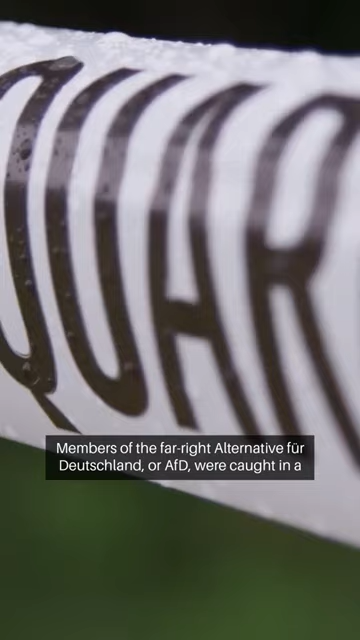 QUAR
Members of the far-right Alternative für
Deutschland, or AfD, were caught in a